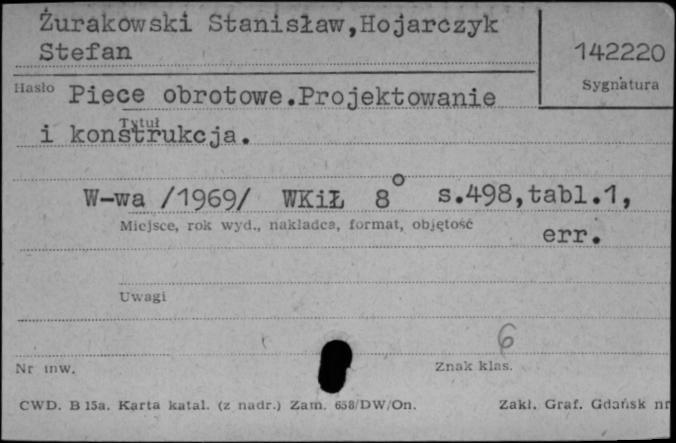 Żurakowski Stanisław,Hojarczyk
Stefan
142220
Hasło
Sygnatura
Piece obrotowe.Projektowanie
Tytuł
i konstrukcja.
W-wa /1969/ WKiŁ 8° s.498,tabl.1,
Miejsce, rok wyd., nakładca, format, objętość
err.
Uwagi
6
Nr inw.
Znak klas.
CWD. B 15a. Karta katal. (z nadr.) Zam. 658/DW/On.
Zakł. Graf. Gdańsk nr